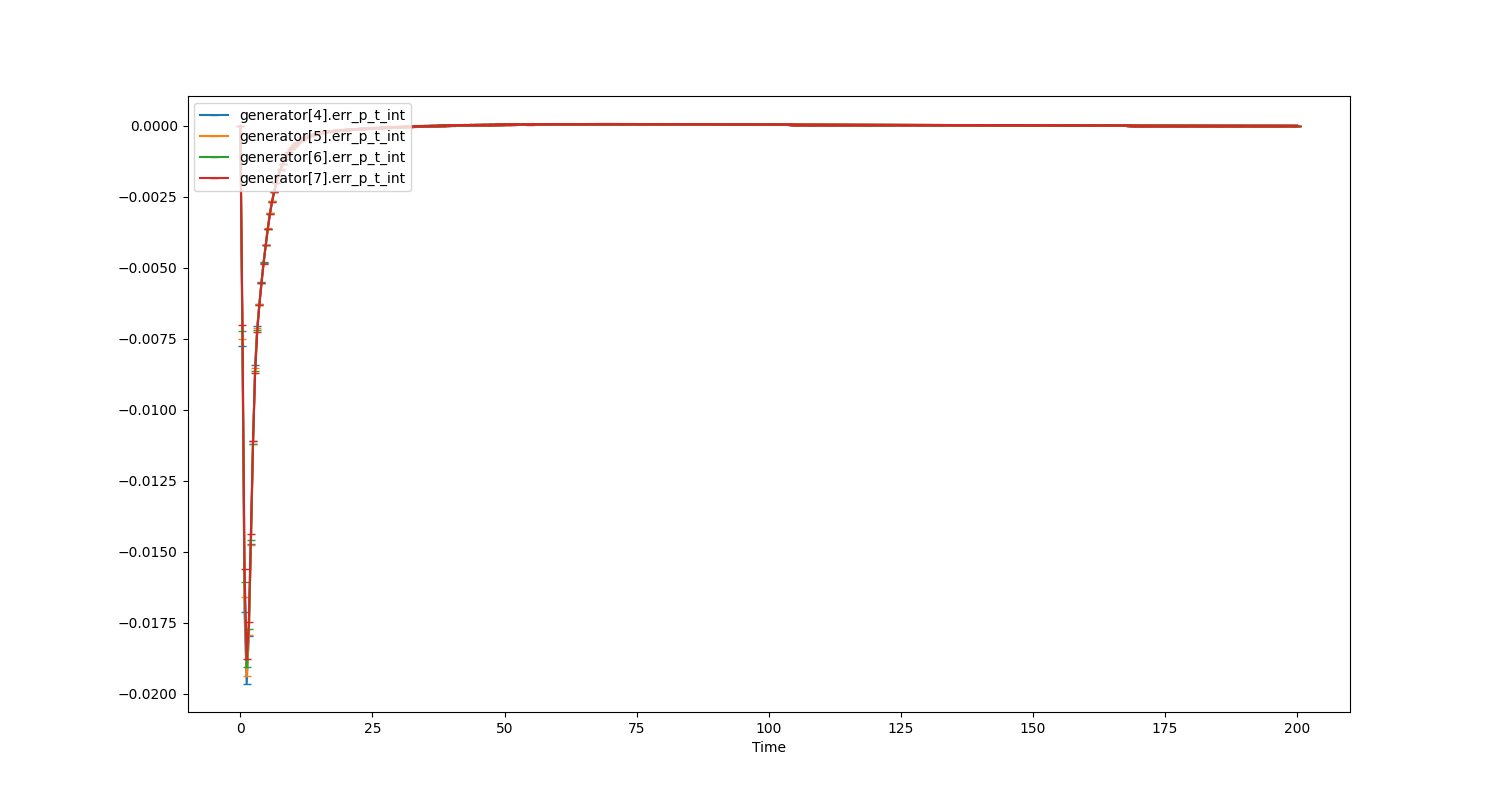 generator[4].err_p_t_int
generator[5].err_p_t_int
generator[6].err_p_t_int
generator[7].err_p_t_int
0.0000
−0.0025
−0.0050
−0.0075
−0.0100
−0.0125
−0.0150
−0.0175
−0.0200
0 25 50 75 100 125 150 175 200
Time